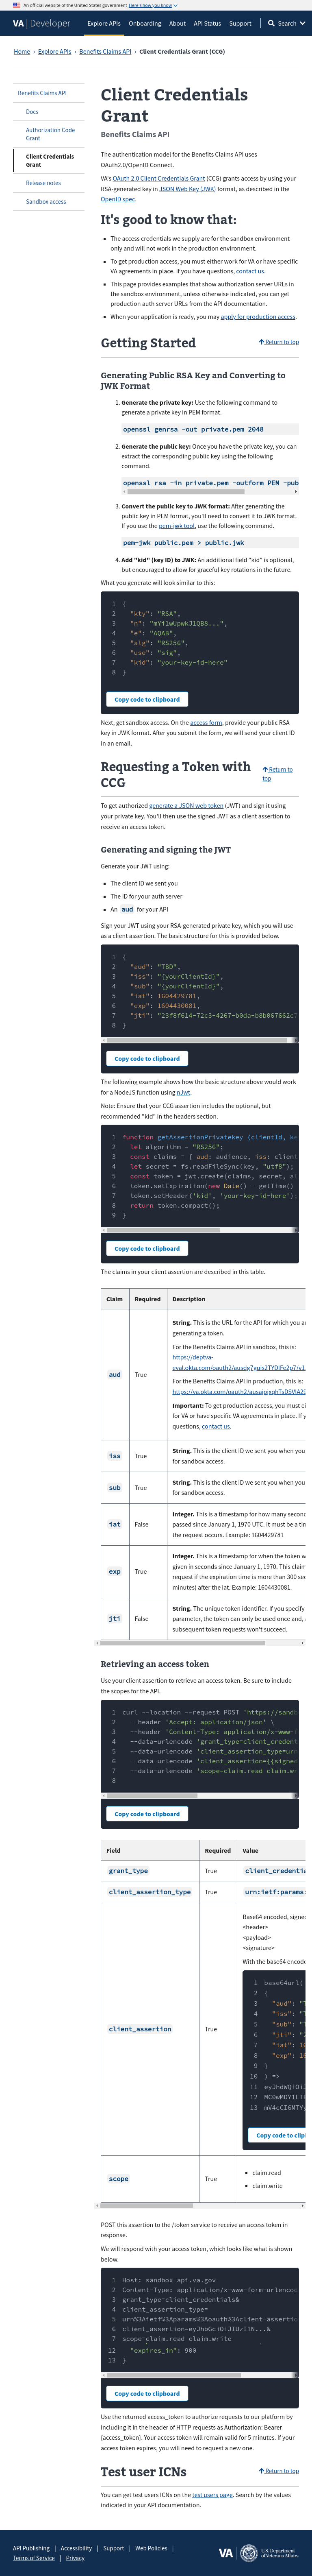 An official website of the United States government Here's how you know
VA | Developer
Explore APIs
Onboarding
About
API Status
Support
Search
Home › Explore APIs › Benefits Claims API › Client Credentials Grant (CCG)
Benefits Claims API
Docs
Authorization Code
Grant
Client Credentials
Grant
Release notes
Sandbox access
Client Credentials
Grant
Benefits Claims API
The authentication model for the Benefits Claims API uses
OAuth2.0/OpenID Connect.
VA's OAuth 2.0 Client Credentials Grant (CCG) grants access by using your
RSA-generated key in JSON Web Key (JWK) format, as described in the
OpenID spec.
It's good to know that:
• The access credentials we supply are for the sandbox environment
only and will not work in the production environment.
• To get production access, you must either work for VA or have specific
VA agreements in place. If you have questions, contact us.
• This page provides examples that show authorization server URLs in
the sandbox environment, unless otherwise indicated, you can get
production auth server URLs from the API documentation.
• When your application is ready, you may apply for production access.
Getting Started
Return to top
Generating Public RSA Key and Converting to
JWK Format
1. Generate the private key: Use the following command to
generate a private key in PEM format.
openssl genrsa -out private.pem 2048
2. Generate the public key: Once you have the private key, you can
extract the corresponding public key using the following
command.
openssl rsa -in private.pem -outform PEM -pub
3. Convert the public key to JWK format: After generating the
public key in PEM format, you'll need to convert it to JWK format.
If you use the pem-jwk tool, use the following command.
pem-jwk public.pem > public.jwk
4. Add "kid" (key ID) to JWK: An additional field "kid" is optional,
but encouraged to allow for graceful key rotations in the future.
What you generate will look similar to this:
1 {
2 "kty": "RSA",
3 "n": "mYi1wUpwkJ1QB8...",
4 "e": "AQAB",
5 "alg": "RS256",
6 "use": "sig",
7 "kid": "your-key-id-here"
8 }
Copy code to clipboard
Next, get sandbox access. On the access form, provide your public RSA
key in JWK format. After you submit the form, we will send your client ID
in an email.
Requesting a Token with
CCG
Return to
top
To get authorized generate a JSON web token (JWT) and sign it using
your private key. You'll then use the signed JWT as a client assertion to
receive an access token.
Generating and signing the JWT
Generate your JWT using:
• The client ID we sent you
• The ID for your auth server
• An aud for your API
Sign your JWT using your RSA-generated private key, which you will use
as a client assertion. The basic structure for this is provided below.
1 {
2 "aud": "TBD",
3 "iss": "{yourClientId}",
4 "sub": "{yourClientId}",
5 "iat": 1604429781,
6 "exp": 1604430081,
7 "jti": "23f8f614-72c3-4267-b0da-b8b067662c7
8 }
Copy code to clipboard
The following example shows how the basic structure above would work
for a NodeJS function using nJwt.
Note: Ensure that your CCG assertion includes the optional, but
recommended "kid" in the headers section.
1 function getAssertionPrivatekey (clientId, ke
2 let algorithm = "RS256";
3 const claims = { aud: audience, iss: clien
4 let secret = fs.readFileSync(key, "utf8");
5 const token = jwt.create(claims, secret, al
6 token.setExpiration(new Date() - getTime()
7 token.setHeader('kid', 'your-key-id-here');
8 return token.compact();
9 }
Copy code to clipboard
The claims in your client assertion are described in this table.
Claim Required Description
aud True
String. This is the URL for the API for which you a
generating a token.
For the Benefits Claims API in sandbox, this is:
https://deptva-
eval.okta.com/oauth2/ausdg7guis2TYDlFe2p7/v1
For the Benefits Claims API in production, this is:
Important: To get production access, you must e
for VA or have specific VA agreements in place. If y
questions, contact us.
iss True
String. This is the client ID we sent you when you
for sandbox access.
sub True
String. This is the client ID we sent you when you
for sandbox access.
iat False
Integer. This is a timestamp for how many second
passed since January 1, 1970 UTC. It must be a tim
the request occurs. Example: 1604429781
exp True
Integer. This is a timestamp for when the token w
given in seconds since January 1, 1970. This claim
request if the expiration time is more than 300 sec
minutes) after the iat. Example: 1604430081.
jti False
String. The unique token identifier. If you specify
parameter, the token can only be used once and,
subsequent token requests won't succeed.
Retrieving an access token
Use your client assertion to retrieve an access token. Be sure to include
the scopes for the API.
1 curl --location --request POST 'https://sandb
2 --header 'Accept: application/json' \
3 --header 'Content-Type: application/x-www-f
4 --data-urlencode 'grant_type=client_credent
5 --data-urlencode 'client_assertion_type=urn
6 --data-urlencode 'client_assertion={{signed
7 --data-urlencode 'scope=claim.read claim.wr
8
Copy code to clipboard
Field Required Value
grant_type True client_credentia
client_assertion_type True urn:ietf:params:
client_assertion True
Base64 encoded, signe
<header>
<payload>
<signature>
With the base64 encode
1 base64url(
2 {
3 "aud": "T
4 "iss": "T
5 "sub": "T
6 "jti": "2
7 "iat": 16
8 "exp": 16
9 }
10 ) =>
11 eyJhdWQiOiJ
12 MC0wMDY1LTE
13 mV4cCI6MTYy
Copy code to clip
scope True
• claim.read
• claim.write
POST this assertion to the /token service to receive an access token in
response.
We will respond with your access token, which looks like what is shown
below.
1 Host: sandbox-api.va.gov
2 Content-Type: application/x-www-form-urlencod
3 grant_type=client_credentials&
4 client_assertion_type=
5 urn%3Aietf%3Aparams%3Aoauth%3Aclient-assertio
6 client_assertion=eyJhbGciOiJIUzI1N...&
7 scope=claim.read claim.write
12 "expires_in": 900
13 }
Copy code to clipboard
Use the returned access_token to authorize requests to our platform by
including it in the header of HTTP requests as Authorization: Bearer
{access_token}. Your access token will remain valid for 5 minutes. If your
access token expires, you will need to request a new one.
Test user ICNs
Return to top
You can get test users ICNs on the test users page. Search by the values
indicated in your API documentation.
API Publishing | Accessibility | Support | Web Policies |
Terms of Service | Privacy
VA
U.S. Department
of Veterans Affairs